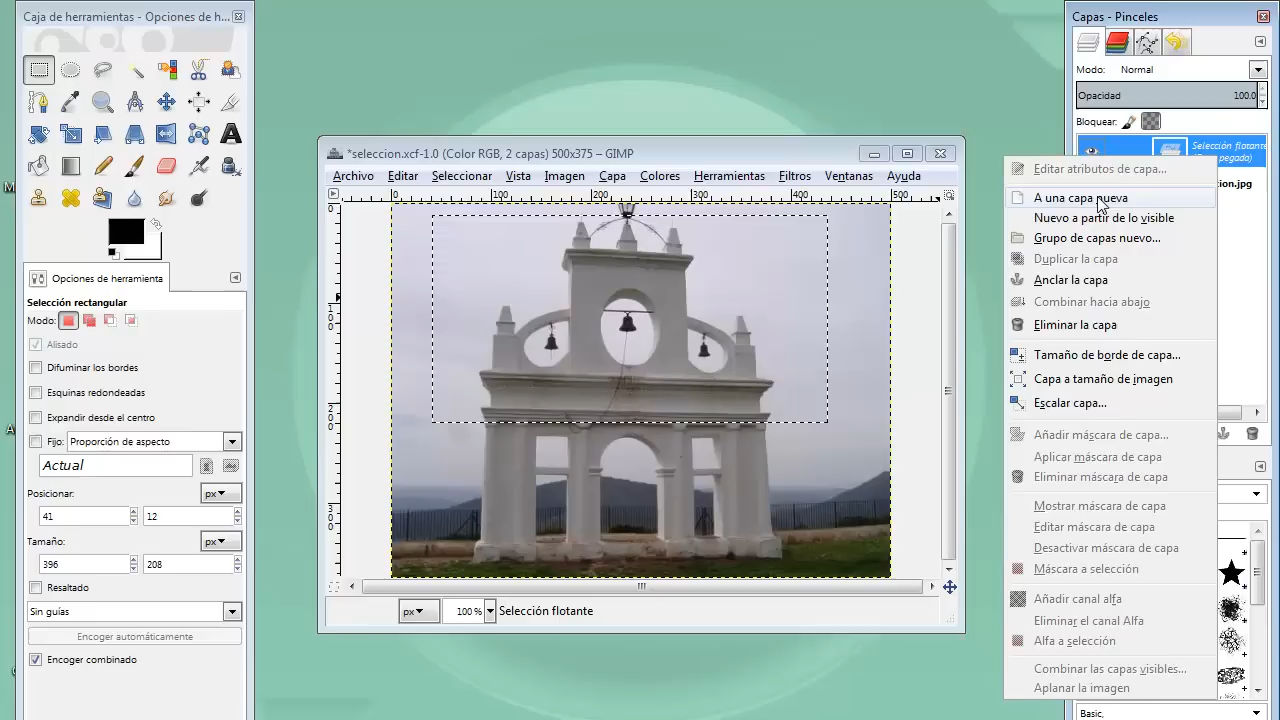 Caja de herramientas - Opciones de h...
Opciones de herramienta
Selección rectangular
Modo:
Alisado
Difuminar los bordes
Esquinas redondeadas
Expandir desde el centro
Fijo: Proporción de aspecto
Actual
Posicionar: px
41 12
Tamaño: px
396 208
Resaltado
Sin guías
Encoger automáticamente
Encoger combinado
*seleccion.xcf-1.0 (Color RGB, 2 capas) 500x375 – GIMP
Archivo Editar Seleccionar Vista Imagen Capa Colores Herramientas Filtros Ventanas Ayuda
0 100 200 300 400 500
0
100
200
300
px 100 % Selección flotante
Capas - Pinceles
Modo: Normal
Opacidad 100.0
Bloquear:
Selección flotante
Editar atributos de capa...
A una capa nueva
Nuevo a partir de lo visible
Grupo de capas nuevo...
Duplicar la capa
Anclar la capa
Combinar hacia abajo
Eliminar la capa
Tamaño de borde de capa...
Capa a tamaño de imagen
Escalar capa...
Añadir máscara de capa...
Aplicar máscara de capa
Eliminar máscara de capa
Mostrar máscara de capa
Editar máscara de capa
Desactivar máscara de capa
Máscara a selección
Añadir canal alfa
Eliminar el canal Alfa
Alfa a selección
Combinar las capas visibles...
Aplanar la imagen
Basic,